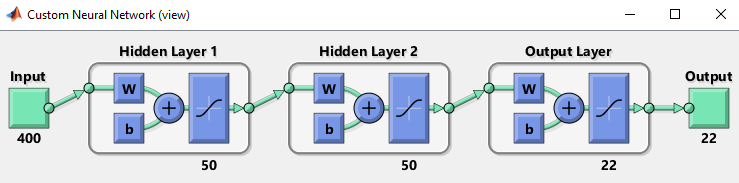 Custom Neural Network (view)
Hidden Layer 1 Hidden Layer 2 Output Layer
Input Output
W W W
b b b
400 22
50 50 22